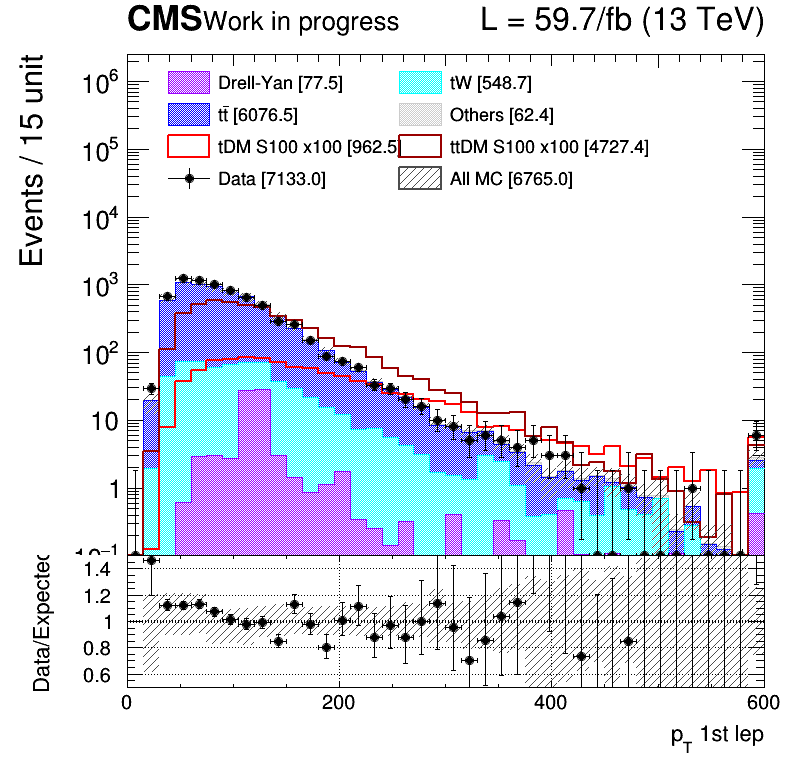 CMS Work in progress L = 59.7/fb (13 TeV)
Events / 15 unit
10⁶
10⁵
10⁴
10³
10²
10
1
10⁻¹
Drell-Yan [77.5] tW [548.7]
tt̄ [6076.5] Others [62.4]
tDM S100 x100 [962.5] ttDM S100 x100 [4727.4]
Data [7133.0] All MC [6765.0]
Data/Expected
1.4
1.2
1
0.8
0.6
0 200 400 600
p_T 1st lep